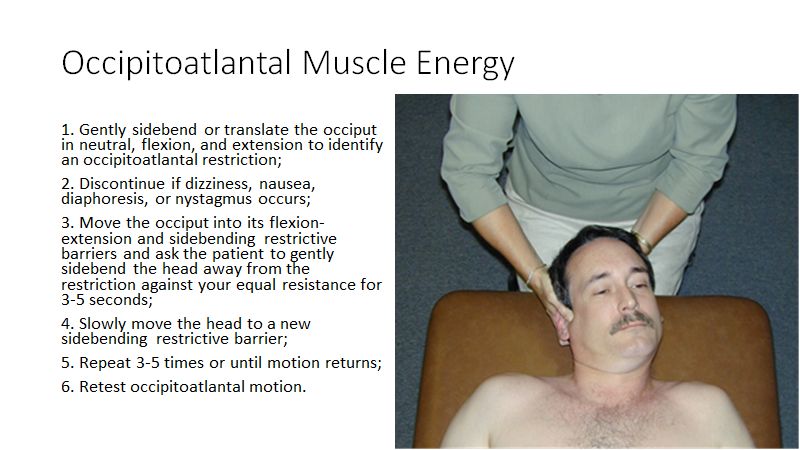 Occipitoatlantal Muscle Energy
1. Gently sidebend or translate the occiput
in neutral, flexion, and extension to identify
an occipitoatlantal restriction;
2. Discontinue if dizziness, nausea,
diaphoresis, or nystagmus occurs;
3. Move the occiput into its flexion-
extension and sidebending restrictive
barriers and ask the patient to gently
sidebend the head away from the
restriction against your equal resistance for
3-5 seconds;
4. Slowly move the head to a new
sidebending restrictive barrier;
5. Repeat 3-5 times or until motion returns;
6. Retest occipitoatlantal motion.